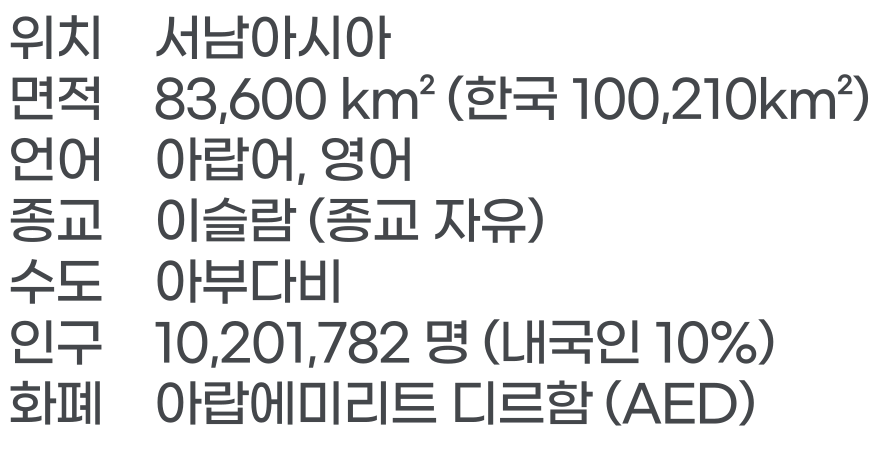 위치 서남아시아
면적 83,600 km² (한국 100,210km²)
언어 아랍어, 영어
종교 이슬람 (종교 자유)
수도 아부다비
인구 10,201,782 명 (내국인 10%)
화폐 아랍에미리트 디르함 (AED)